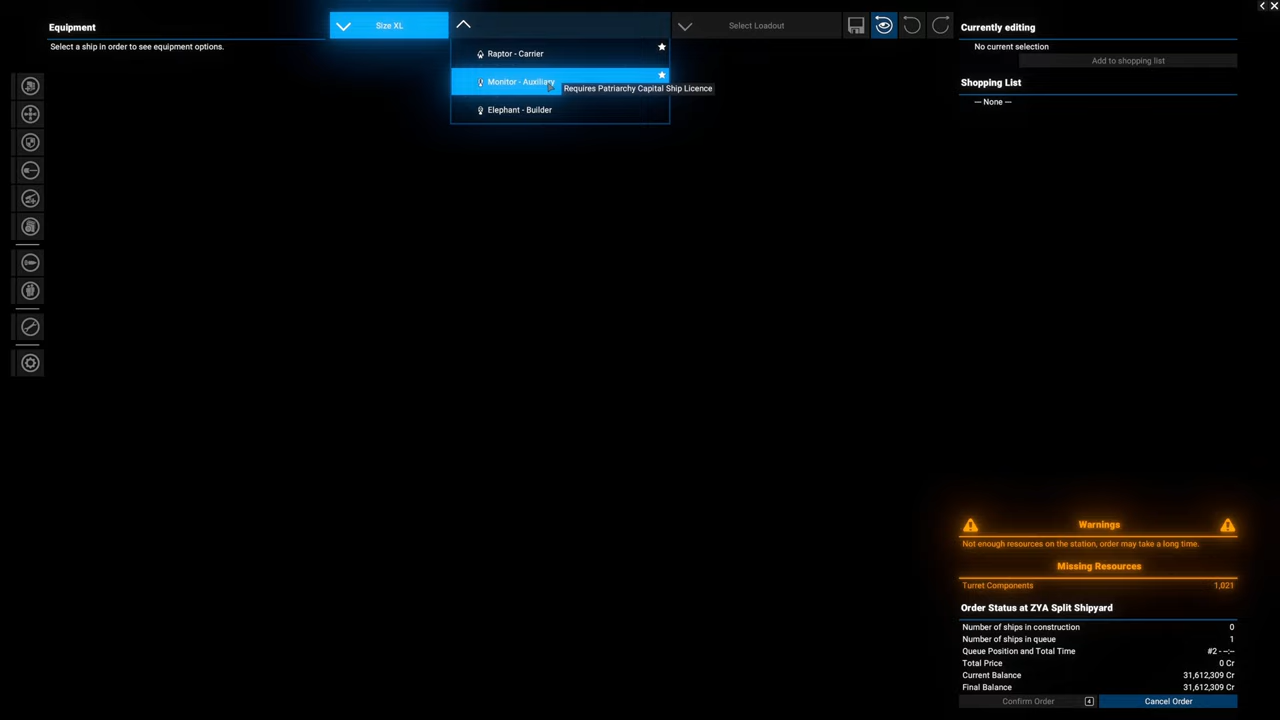 Equipment
Select a ship in order to see equipment options.
Size XL
Select Loadout
Raptor - Carrier
Monitor - Auxiliary
Requires Patriarchy Capital Ship Licence
Elephant - Builder
Currently editing
No current selection
Add to shopping list
Shopping List
— None —
Warnings
Not enough resources on the station, order may take a long time.
Missing Resources
Turret Components 1,021
Order Status at ZYA Split Shipyard
Number of ships in construction 0
Number of ships in queue 1
Queue Position and Total Time #2 - --:--
Total Price 0 Cr
Current Balance 31,612,309 Cr
Final Balance 31,612,309 Cr
Confirm Order 4 Cancel Order